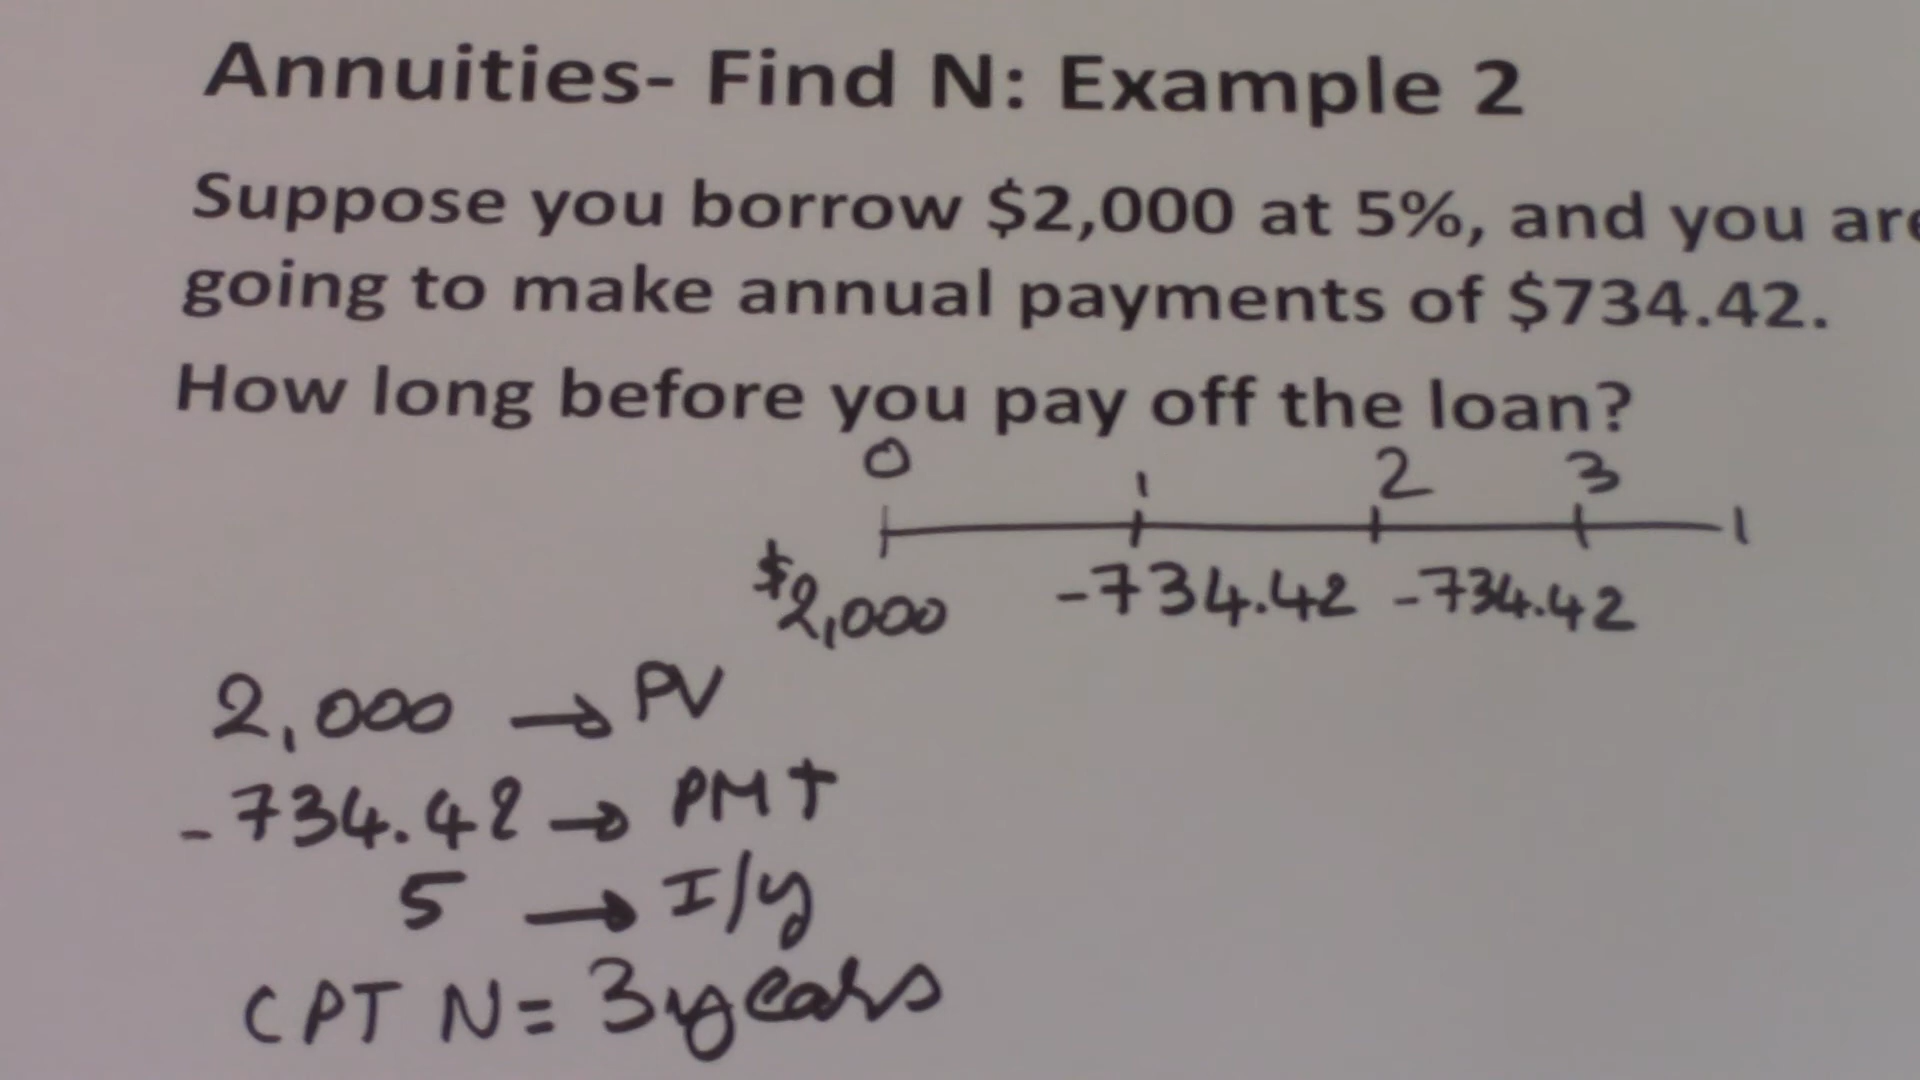 Annuities- Find N: Example 2
Suppose you borrow $2,000 at 5%, and you are
going to make annual payments of $734.42.
How long before you pay off the loan?
0 1 2 3
$2,000 -734.42 -734.42
2,000 → PV
-734.42 → PMT
5 → I/y
CPT N= 3 years